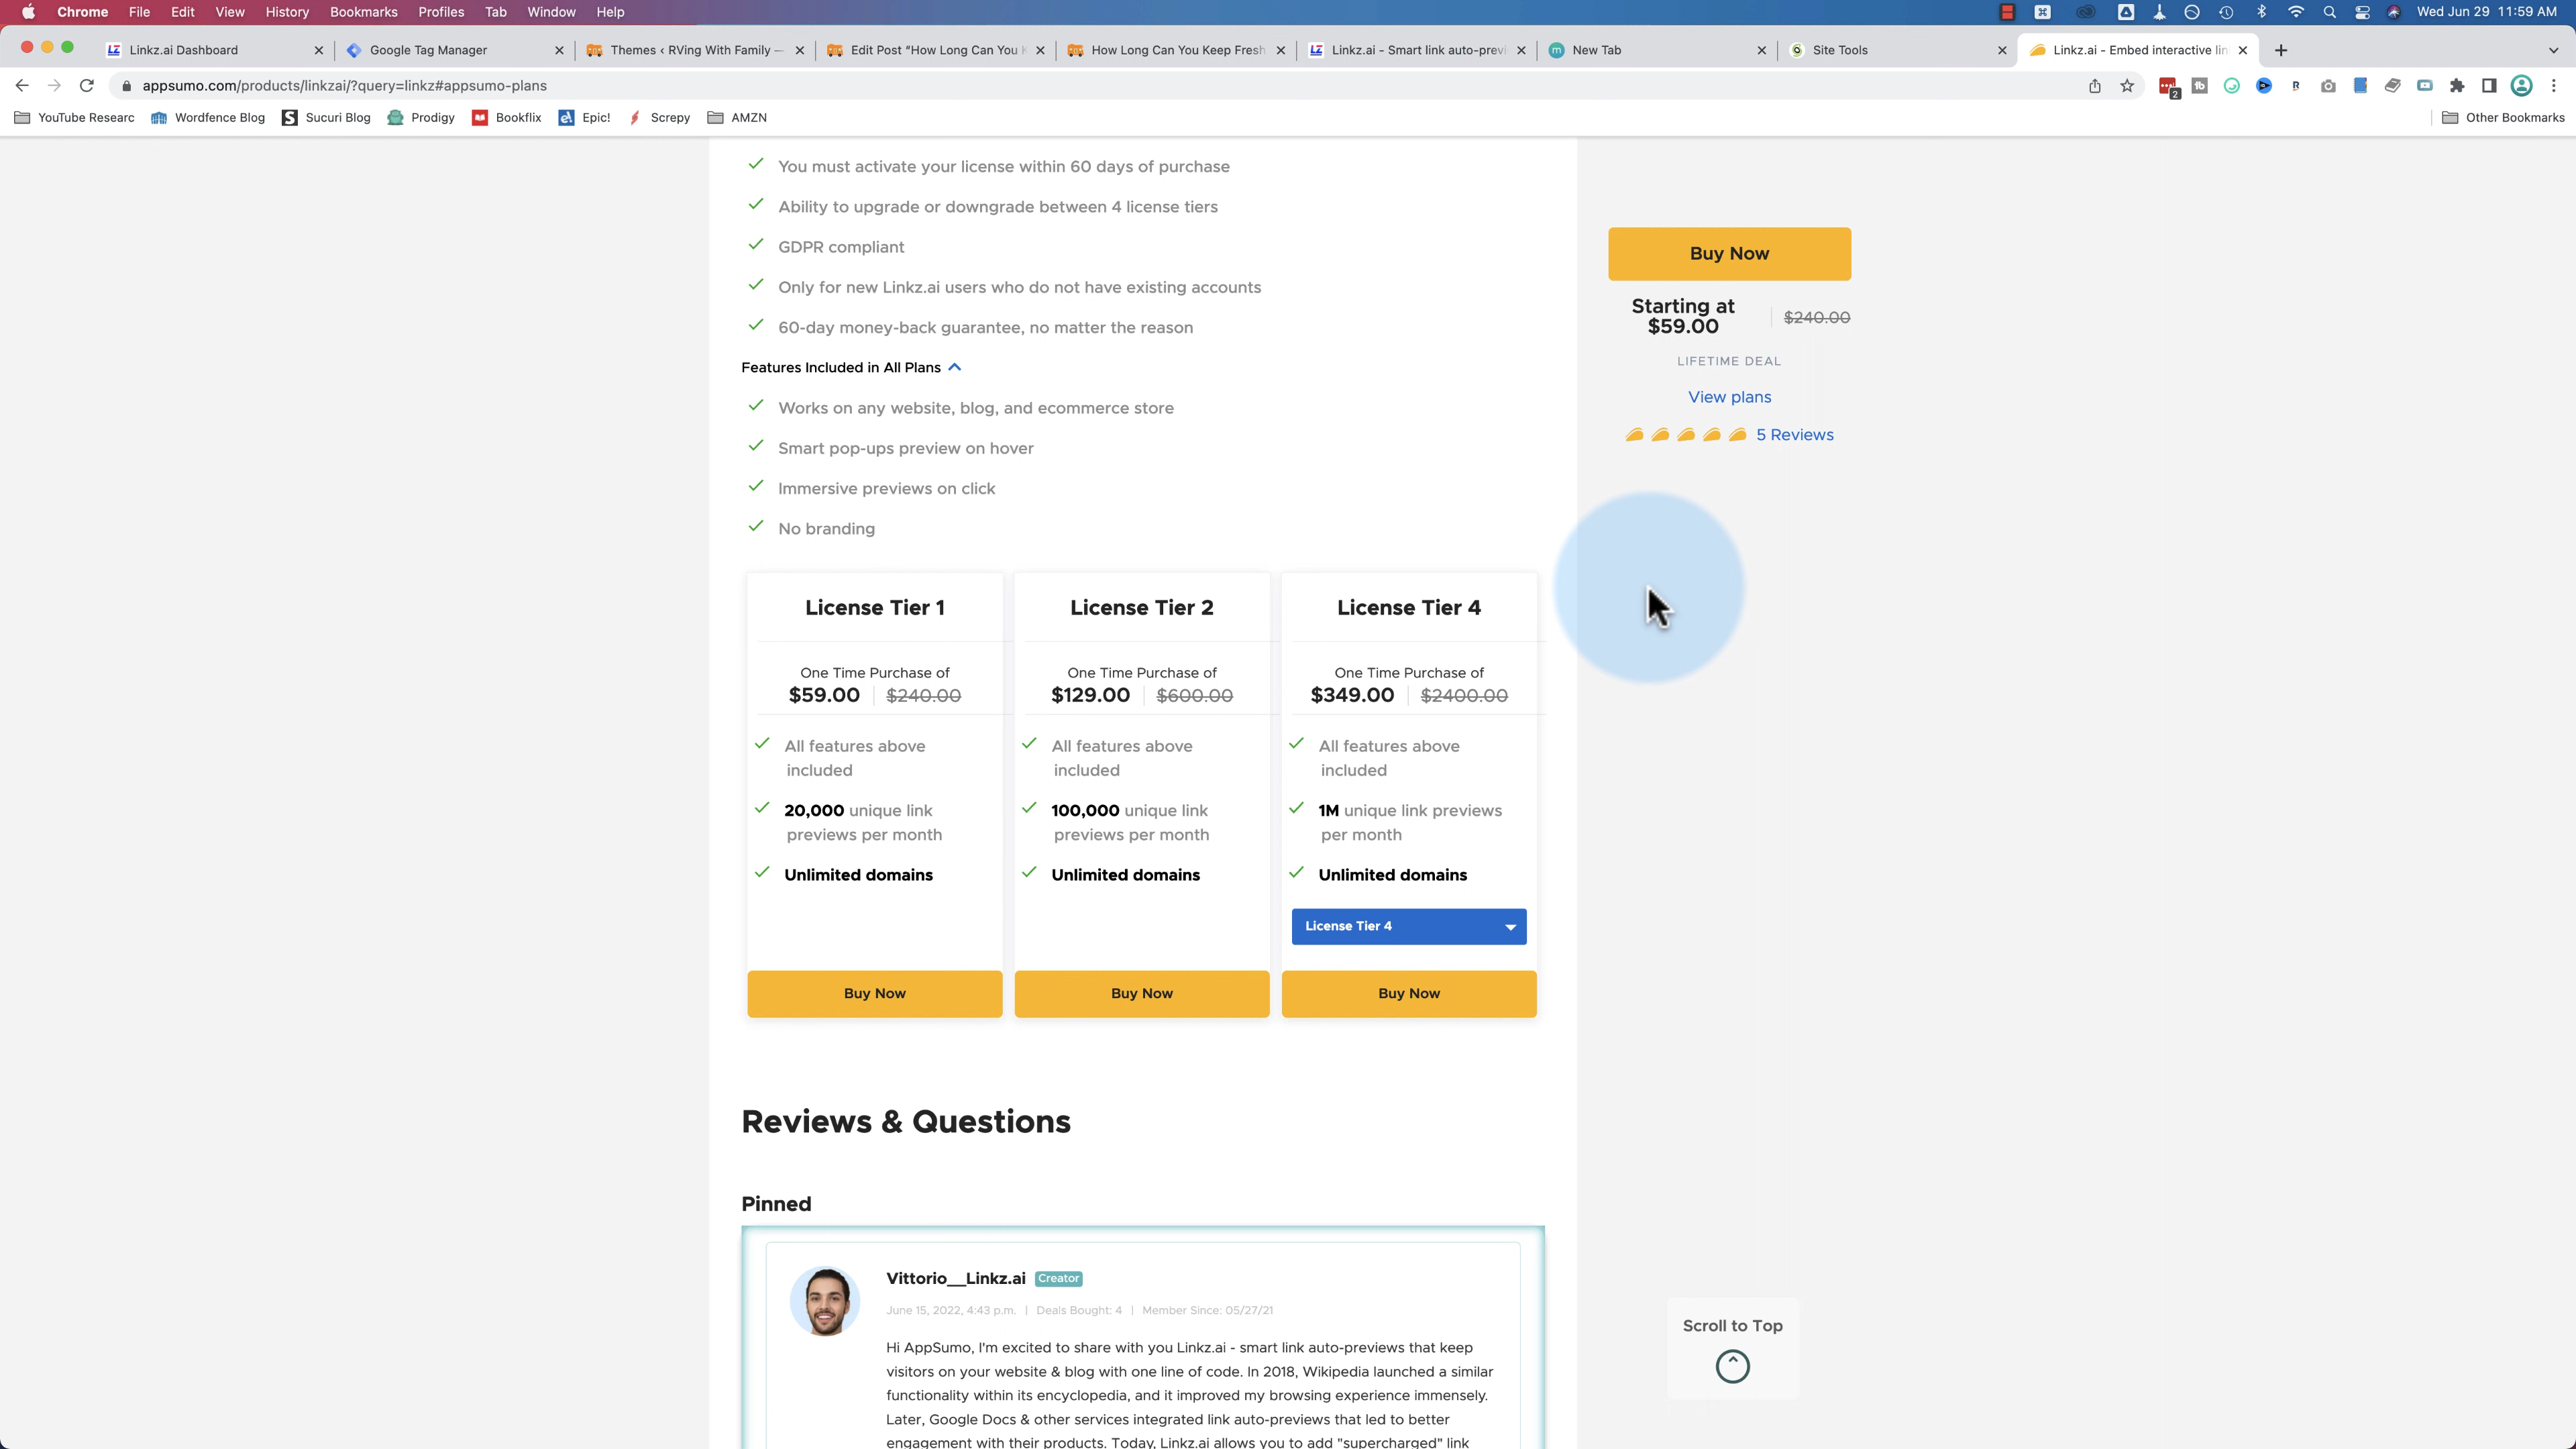 Chrome File Edit View History Bookmarks Profiles Tab Window Help Wed Jun 29 11:59 AM
Linkz.ai Dashboard Google Tag Manager Themes ‹ RVing With Family — Edit Post "How Long Can You K How Long Can You Keep Fresh Linkz.ai - Smart link auto-previ New Tab Site Tools Linkz.ai - Embed interactive lin
appsumo.com/products/linkzai/?query=linkz#appsumo-plans
YouTube Researc Wordfence Blog Sucuri Blog Prodigy Bookflix Epic! Screpy AMZN Other Bookmarks
You must activate your license within 60 days of purchase
Ability to upgrade or downgrade between 4 license tiers
GDPR compliant
Only for new Linkz.ai users who do not have existing accounts
60-day money-back guarantee, no matter the reason
Features Included in All Plans
Works on any website, blog, and ecommerce store
Smart pop-ups preview on hover
Immersive previews on click
No branding
Buy Now
Starting at
$59.00 $240.00
LIFETIME DEAL
View plans
5 Reviews
License Tier 1
One Time Purchase of
$59.00 $240.00
All features above
included
20,000 unique link
previews per month
Unlimited domains
Buy Now
License Tier 2
One Time Purchase of
$129.00 $600.00
All features above
included
100,000 unique link
previews per month
Unlimited domains
Buy Now
License Tier 4
One Time Purchase of
$349.00 $2400.00
All features above
included
1M unique link previews
per month
Unlimited domains
License Tier 4
Buy Now
Reviews & Questions
Pinned
Vittorio__Linkz.ai Creator
June 15, 2022, 4:43 p.m. | Deals Bought: 4 | Member Since: 05/27/21
Hi AppSumo, I'm excited to share with you Linkz.ai - smart link auto-previews that keep
visitors on your website & blog with one line of code. In 2018, Wikipedia launched a similar
functionality within its encyclopedia, and it improved my browsing experience immensely.
Later, Google Docs & other services integrated link auto-previews that led to better
engagement with their products. Today, Linkz.ai allows you to add "supercharged" link
Scroll to Top